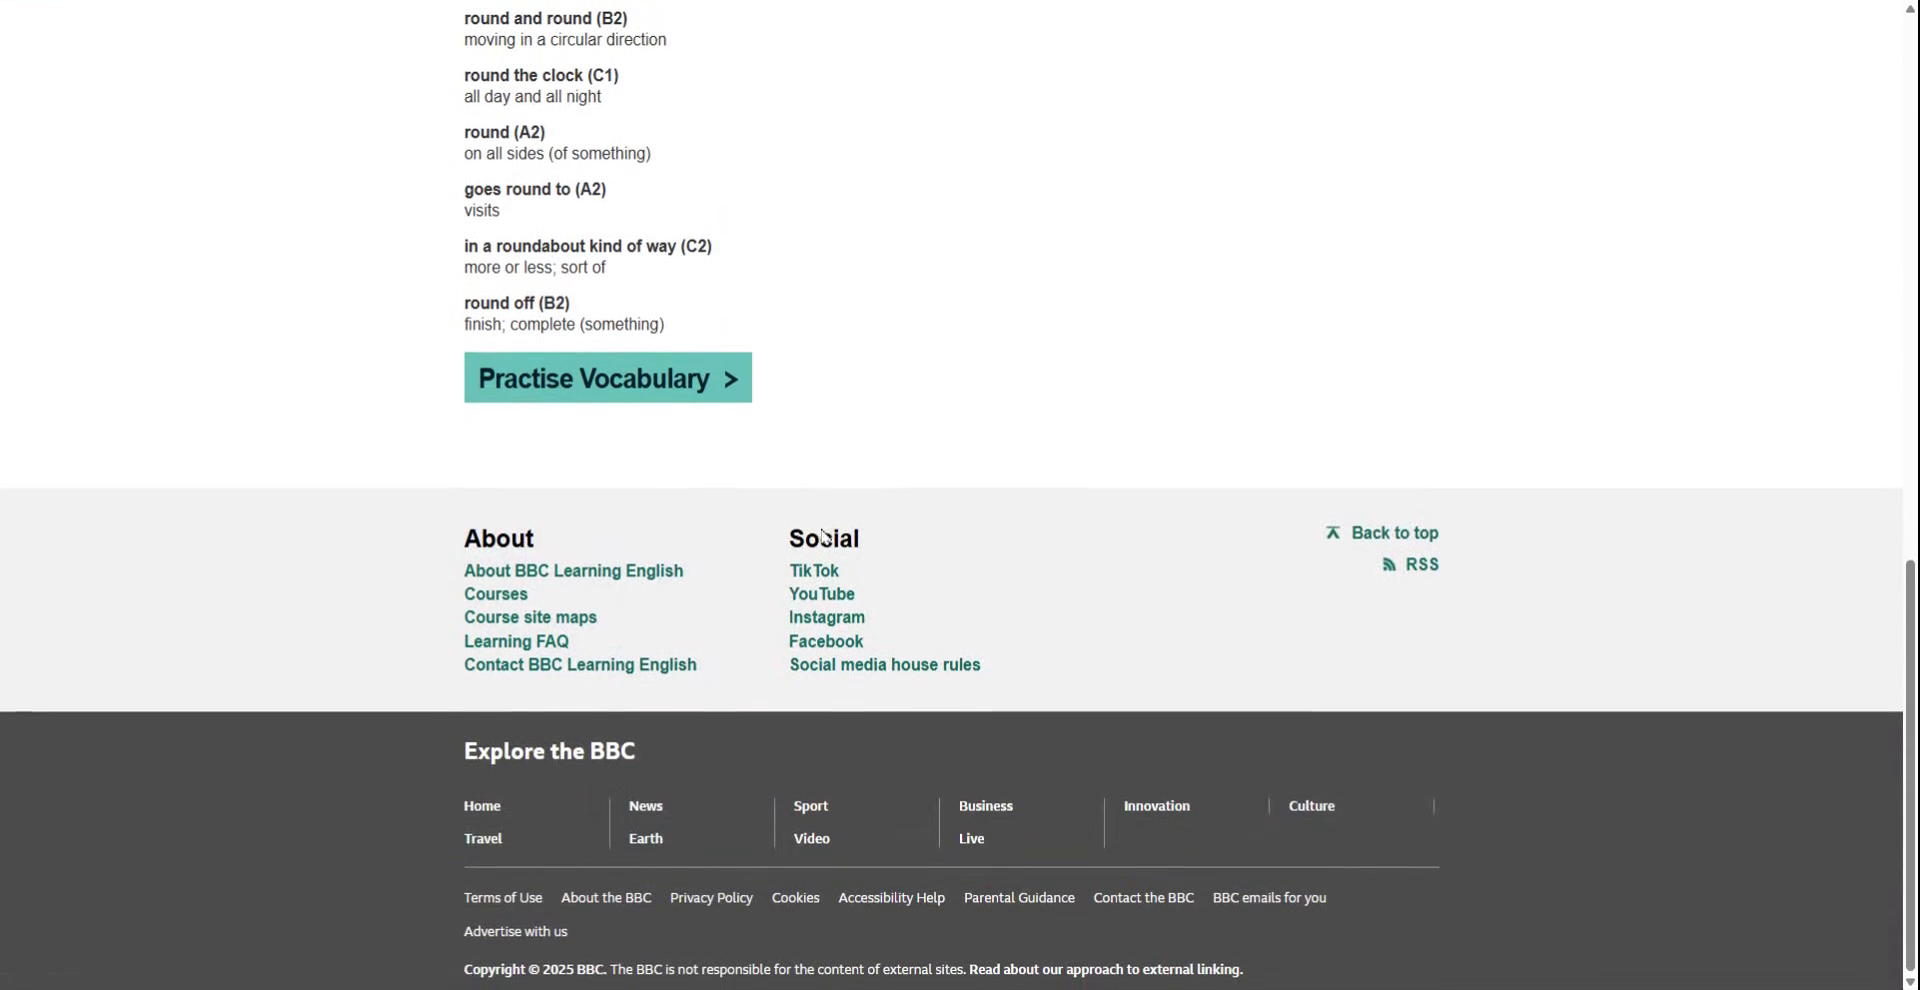 round and round (B2)
moving in a circular direction
round the clock (C1)
all day and all night
round (A2)
on all sides (of something)
goes round to (A2)
visits
in a roundabout kind of way (C2)
more or less; sort of
round off (B2)
finish; complete (something)
Practise Vocabulary >
About
About BBC Learning English
Courses
Course site maps
Learning FAQ
Contact BBC Learning English
Social
TikTok
YouTube
Instagram
Facebook
Social media house rules
Back to top
RSS
Explore the BBC
Home News Sport Business Innovation Culture
Travel Earth Video Live
Terms of Use About the BBC Privacy Policy Cookies Accessibility Help Parental Guidance Contact the BBC BBC emails for you
Advertise with us
Copyright © 2025 BBC. The BBC is not responsible for the content of external sites. Read about our approach to external linking.